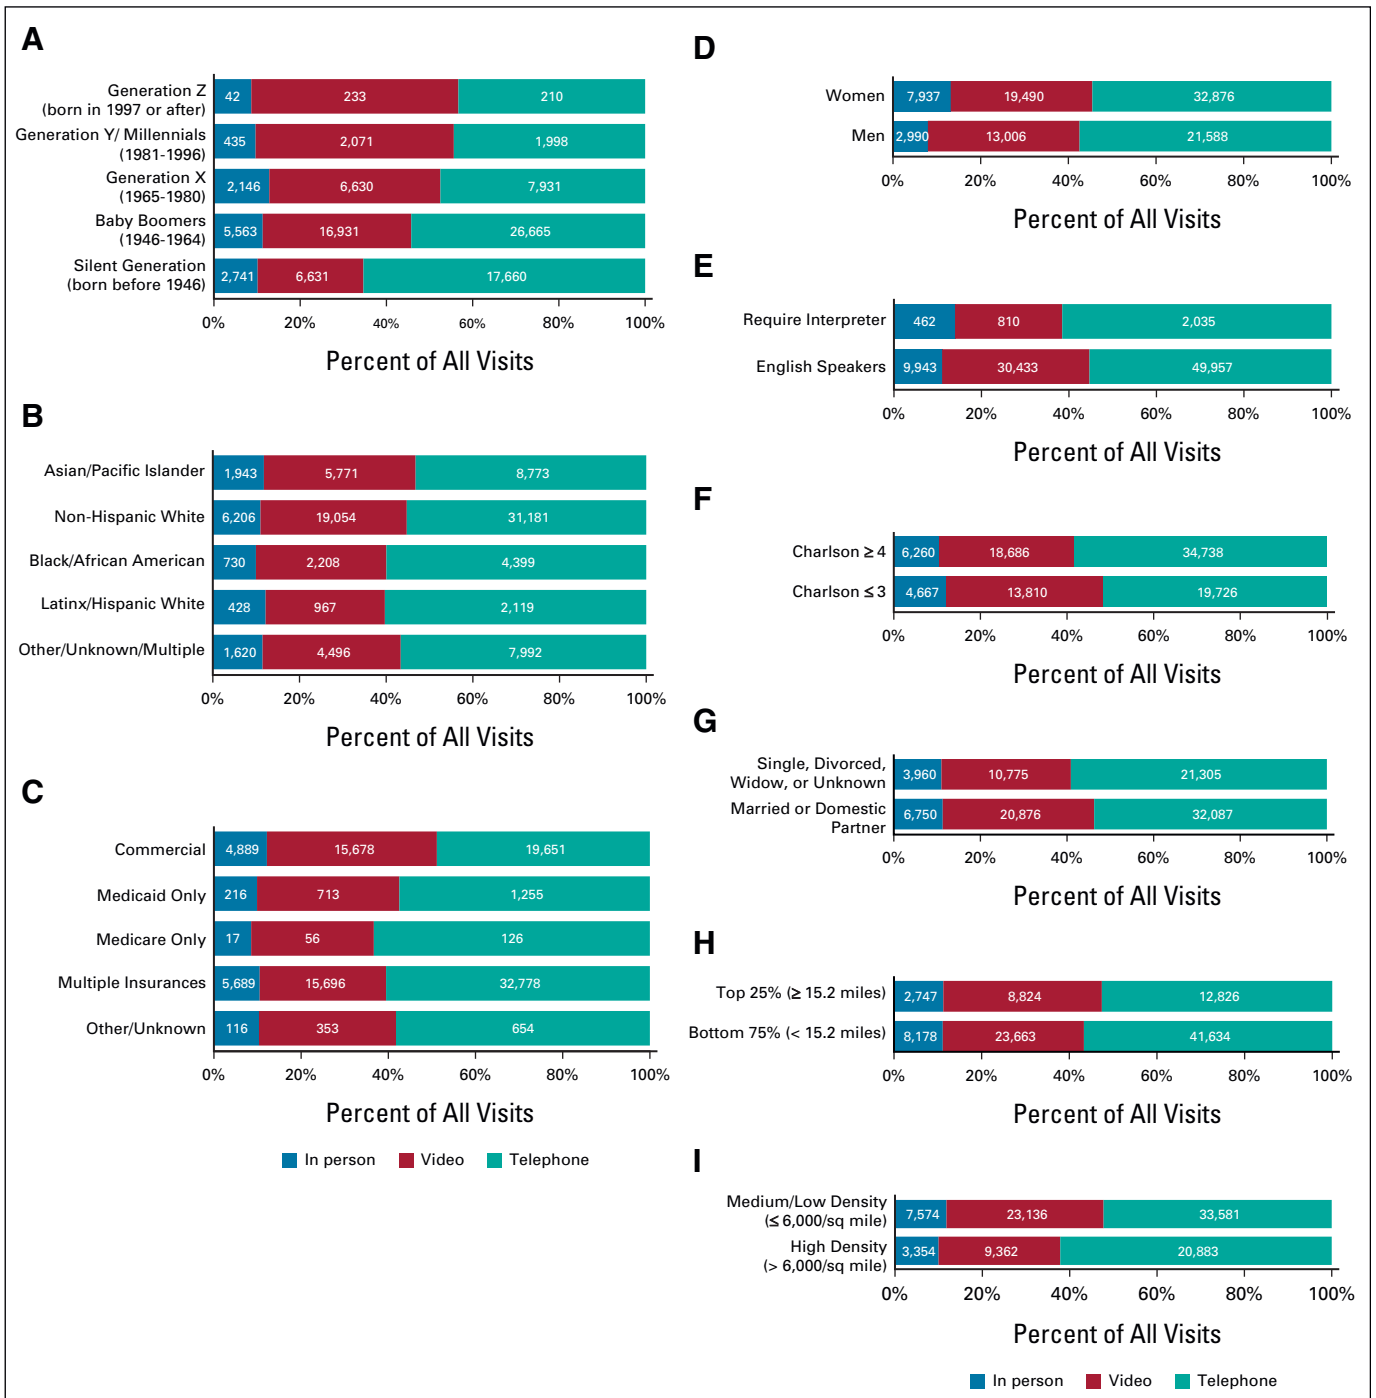 A
Generation Z
(born in 1997 or after)
42 233 210
Generation Y/ Millennials
(1981-1996)
435 2,071 1,998
Generation X
(1965-1980)
2,146 6,630 7,931
Baby Boomers
(1946-1964)
5,563 16,931 26,665
Silent Generation
(born before 1946)
2,741 6,631 17,660
0% 20% 40% 60% 80% 100%
Percent of All Visits
B
Asian/Pacific Islander 1,943 5,771 8,773
Non-Hispanic White 6,206 19,054 31,181
Black/African American 730 2,208 4,399
Latinx/Hispanic White 428 967 2,119
Other/Unknown/Multiple 1,620 4,496 7,992
0% 20% 40% 60% 80% 100%
Percent of All Visits
C
Commercial 4,889 15,678 19,651
Medicaid Only 216 713 1,255
Medicare Only 17 56 126
Multiple Insurances 5,689 15,696 32,778
Other/Unknown 116 353 654
0% 20% 40% 60% 80% 100%
Percent of All Visits
In person Video Telephone
D
Women 7,937 19,490 32,876
Men 2,990 13,006 21,588
0% 20% 40% 60% 80% 100%
Percent of All Visits
E
Require Interpreter 462 810 2,035
English Speakers 9,943 30,433 49,957
0% 20% 40% 60% 80% 100%
Percent of All Visits
F
Charlson ≥ 4 6,260 18,686 34,738
Charlson ≤ 3 4,667 13,810 19,726
0% 20% 40% 60% 80% 100%
Percent of All Visits
G
Single, Divorced,
Widow, or Unknown
3,960 10,775 21,305
Married or Domestic
Partner
6,750 20,876 32,087
0% 20% 40% 60% 80% 100%
Percent of All Visits
H
Top 25% (≥ 15.2 miles) 2,747 8,824 12,826
Bottom 75% (< 15.2 miles) 8,178 23,663 41,634
0% 20% 40% 60% 80% 100%
Percent of All Visits
I
Medium/Low Density
(≤ 6,000/sq mile)
7,574 23,136 33,581
High Density
(> 6,000/sq mile)
3,354 9,362 20,883
0% 20% 40% 60% 80% 100%
Percent of All Visits
In person Video Telephone